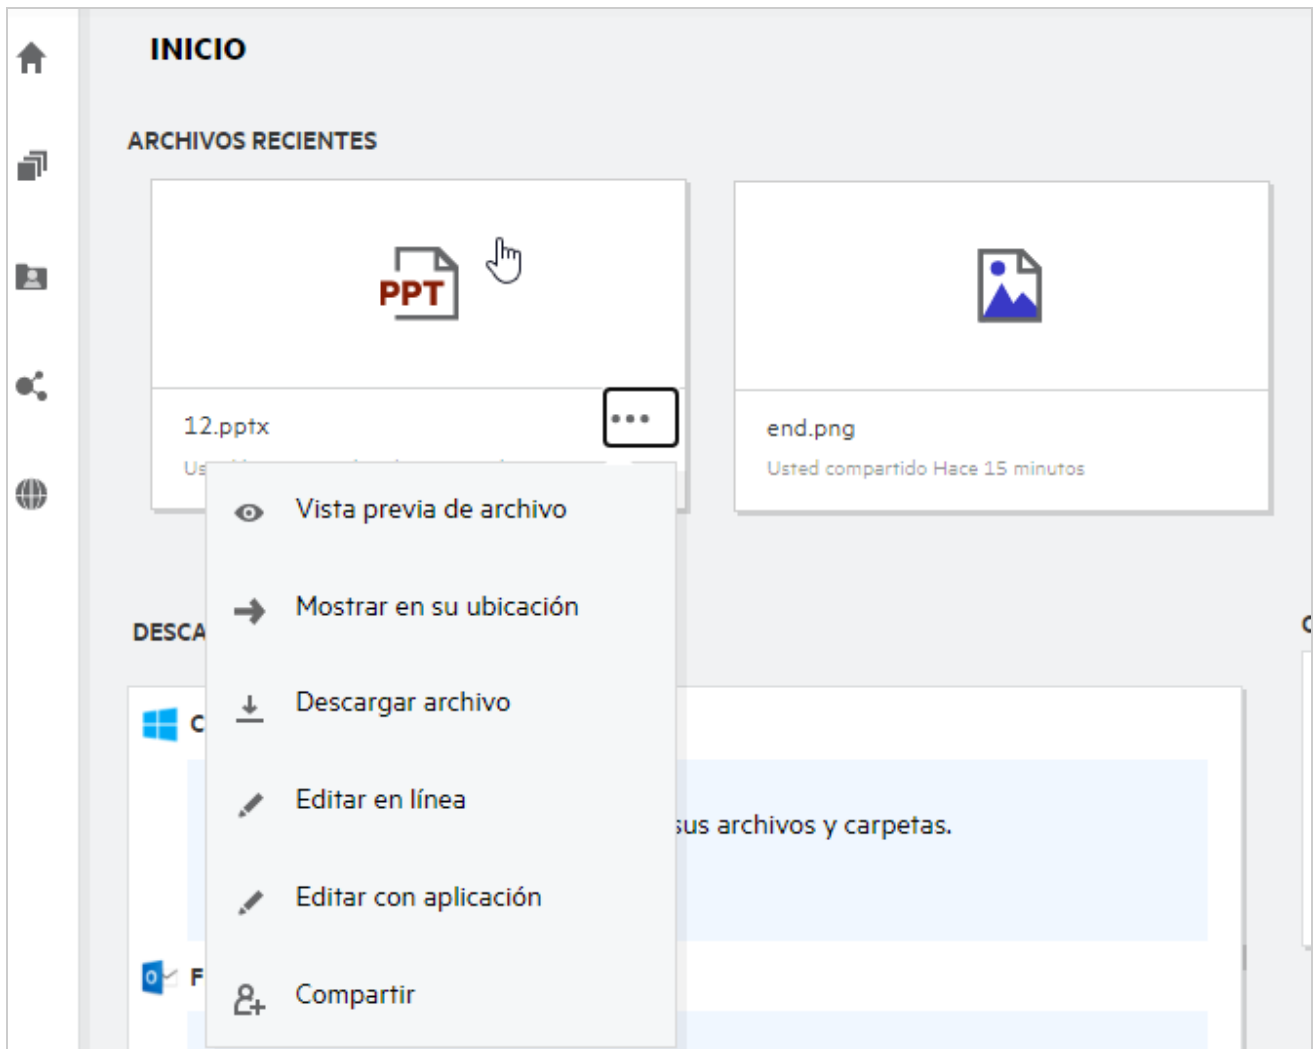 INICIO
ARCHIVOS RECIENTES
PPT
12.pptx
•••
end.png
Usted compartido Hace 15 minutos
Vista previa de archivo
Mostrar en su ubicación
DESCA
Descargar archivo
C
Editar en línea
sus archivos y carpetas.
Editar con aplicación
F
Compartir